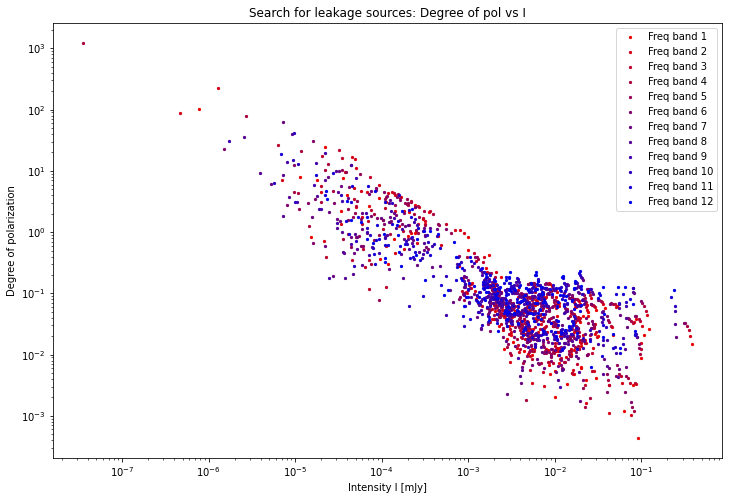 Search for leakage sources: Degree of pol vs I
Degree of polarization
10³
10²
10¹
10⁰
10⁻¹
10⁻²
10⁻³
Freq band 1
Freq band 2
Freq band 3
Freq band 4
Freq band 5
Freq band 6
Freq band 7
Freq band 8
Freq band 9
Freq band 10
Freq band 11
Freq band 12
10⁻⁷ 10⁻⁶ 10⁻⁵ 10⁻⁴ 10⁻³ 10⁻² 10⁻¹
Intensity I [mJy]